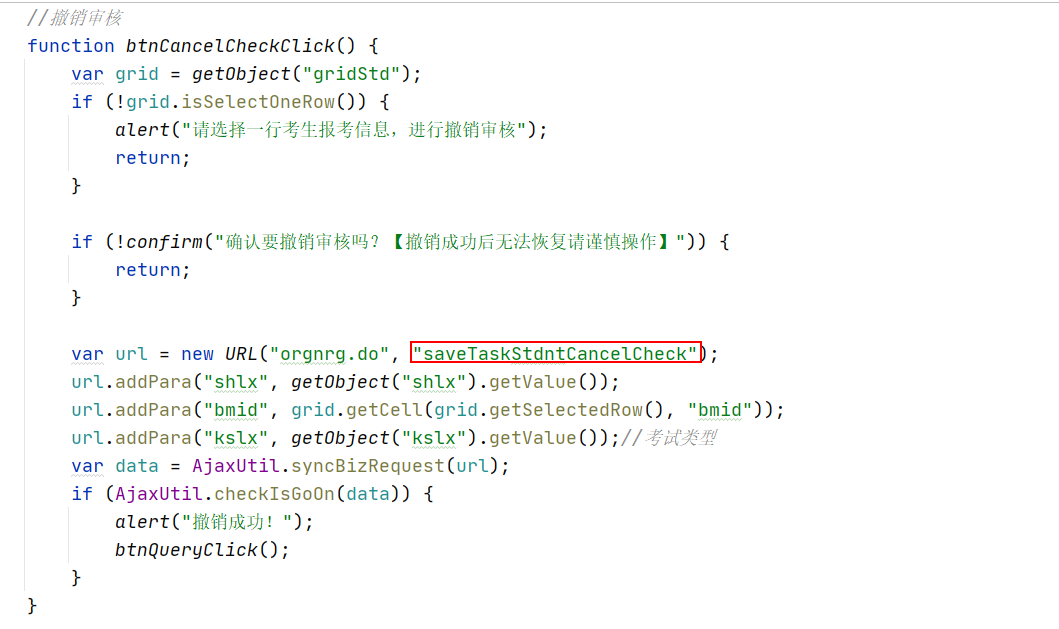 //撤销审核
function btnCancelCheckClick() {
var grid = getObject("gridStd");
if (!grid.isSelectOneRow()) {
alert("请选择一行考生报考信息，进行撤销审核");
return;
}
if (!confirm("确认要撤销审核吗？【撤销成功后无法恢复请谨慎操作】")) {
return;
}
var url = new URL("orgnrg.do", "saveTaskStdntCancelCheck");
url.addPara("shlx", getObject("shlx").getValue());
url.addPara("bmid", grid.getCell(grid.getSelectedRow(), "bmid"));
url.addPara("kslx", getObject("kslx").getValue());//考试类型
var data = AjaxUtil.syncBizRequest(url);
if (AjaxUtil.checkIsGoOn(data)) {
alert("撤销成功！");
btnQueryClick();
}
}